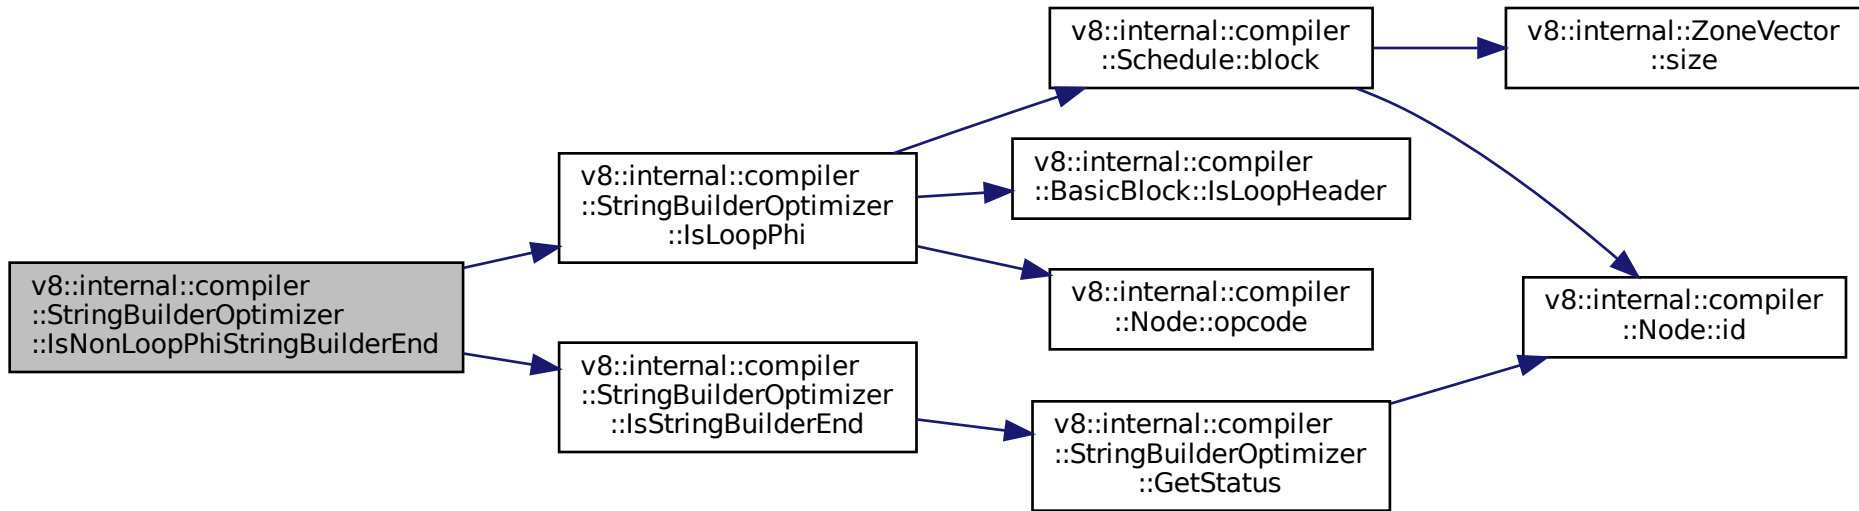 v8::internal::compiler
::StringBuilderOptimizer
::IsNonLoopPhiStringBuilderEnd
v8::internal::compiler
::StringBuilderOptimizer
::IsLoopPhi
v8::internal::compiler
::StringBuilderOptimizer
::IsStringBuilderEnd
v8::internal::compiler
::Schedule::block
v8::internal::compiler
::BasicBlock::IsLoopHeader
v8::internal::compiler
::Node::opcode
v8::internal::compiler
::StringBuilderOptimizer
::GetStatus
v8::internal::ZoneVector
::size
v8::internal::compiler
::Node::id